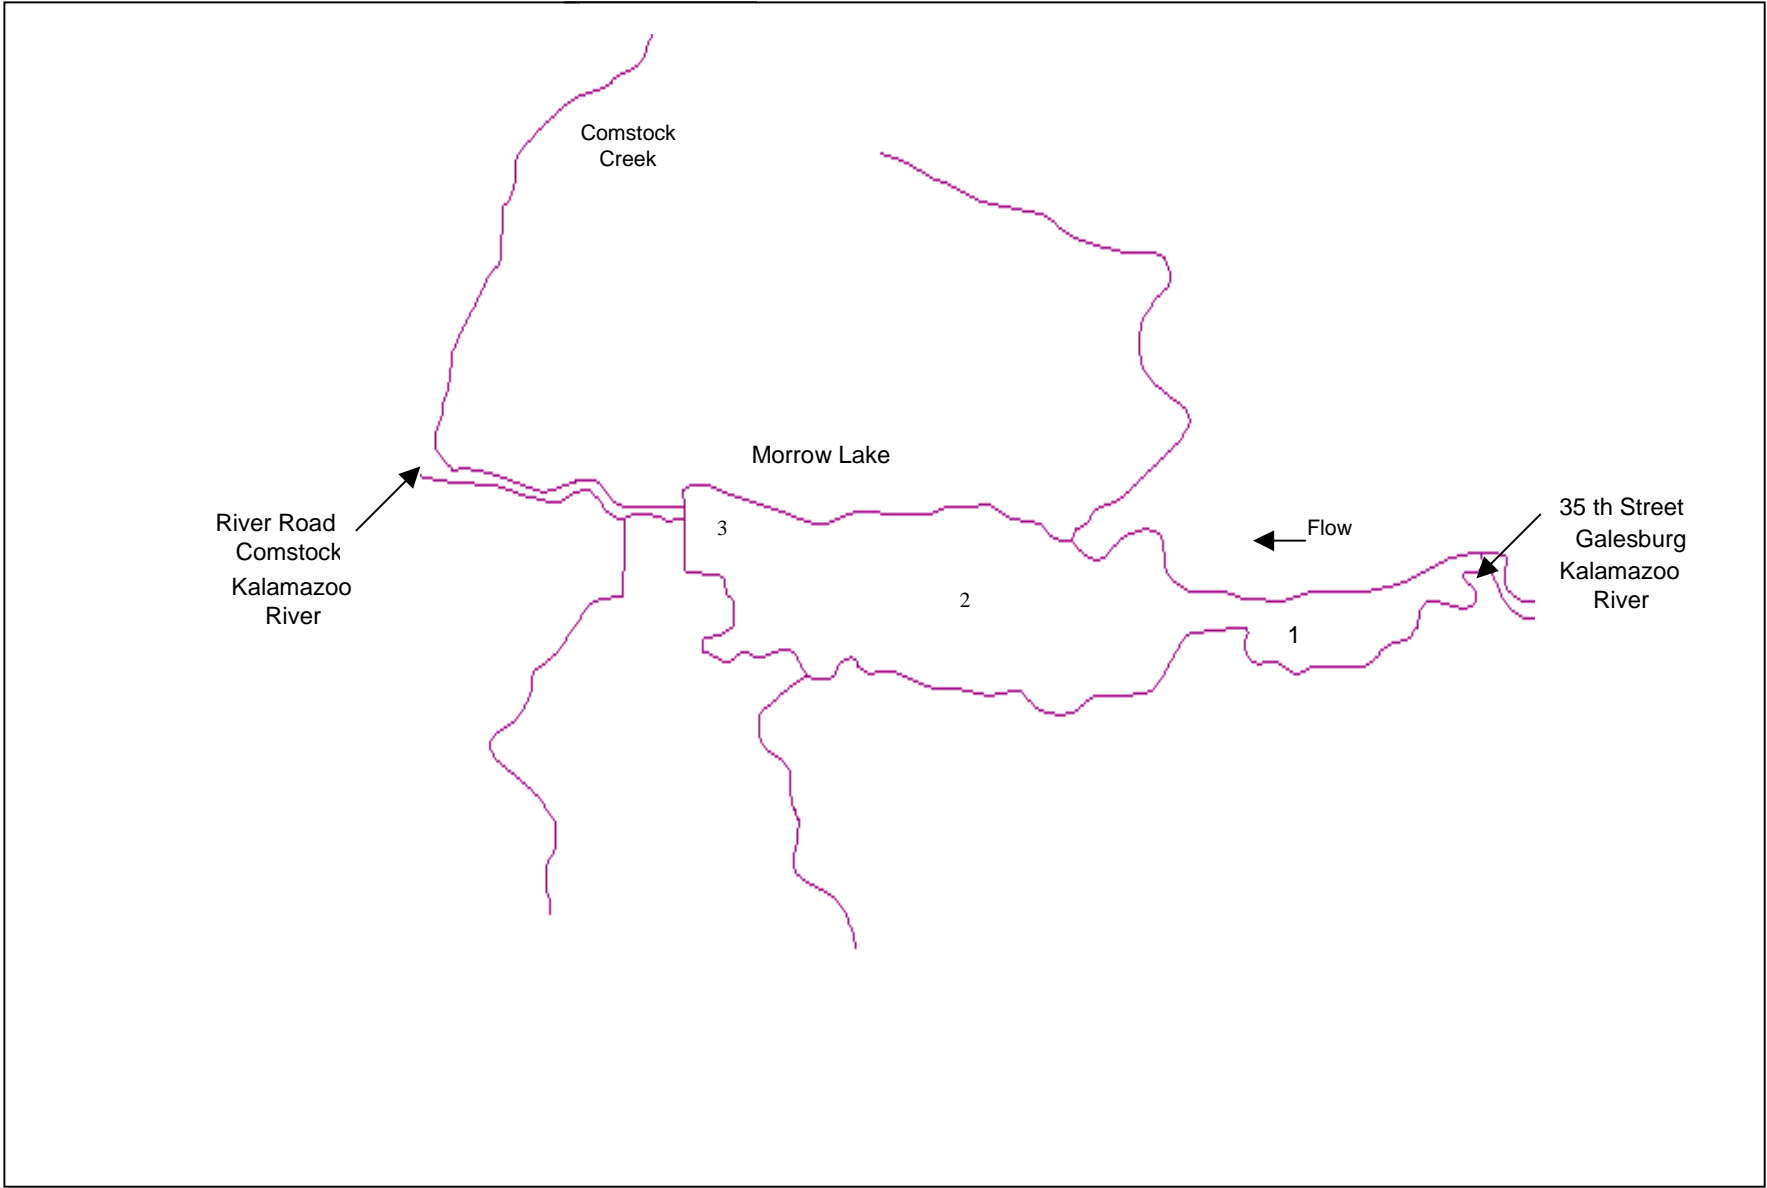 Comstock
Creek
Morrow Lake
River Road
Comstock
Kalamazoo
River
3
Flow
35 th Street
Galesburg
Kalamazoo
River
2
1